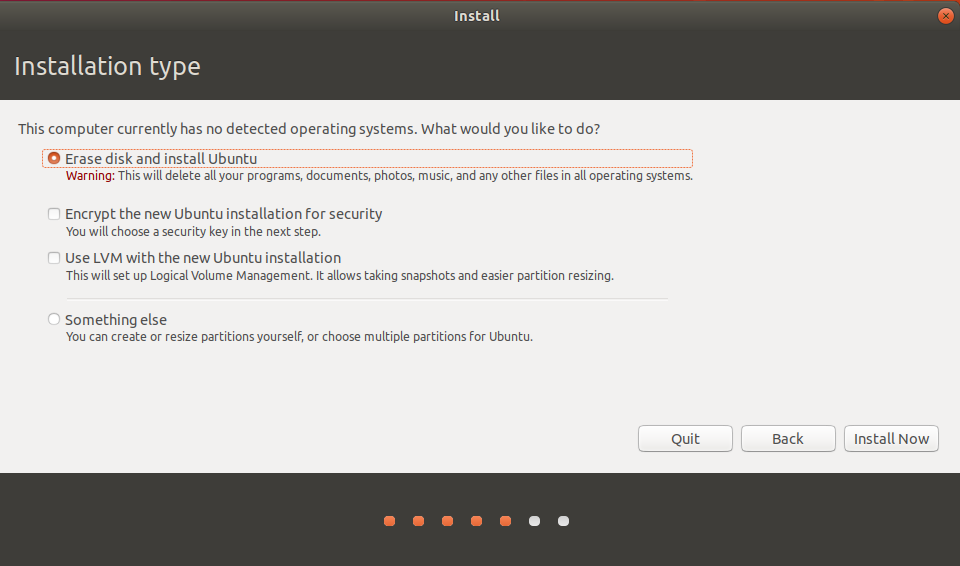 Install
Installation type
This computer currently has no detected operating systems. What would you like to do?
Erase disk and install Ubuntu
Warning: This will delete all your programs, documents, photos, music, and any other files in all operating systems.
Encrypt the new Ubuntu installation for security
You will choose a security key in the next step.
Use LVM with the new Ubuntu installation
This will set up Logical Volume Management. It allows taking snapshots and easier partition resizing.
Something else
You can create or resize partitions yourself, or choose multiple partitions for Ubuntu.
Quit Back Install Now